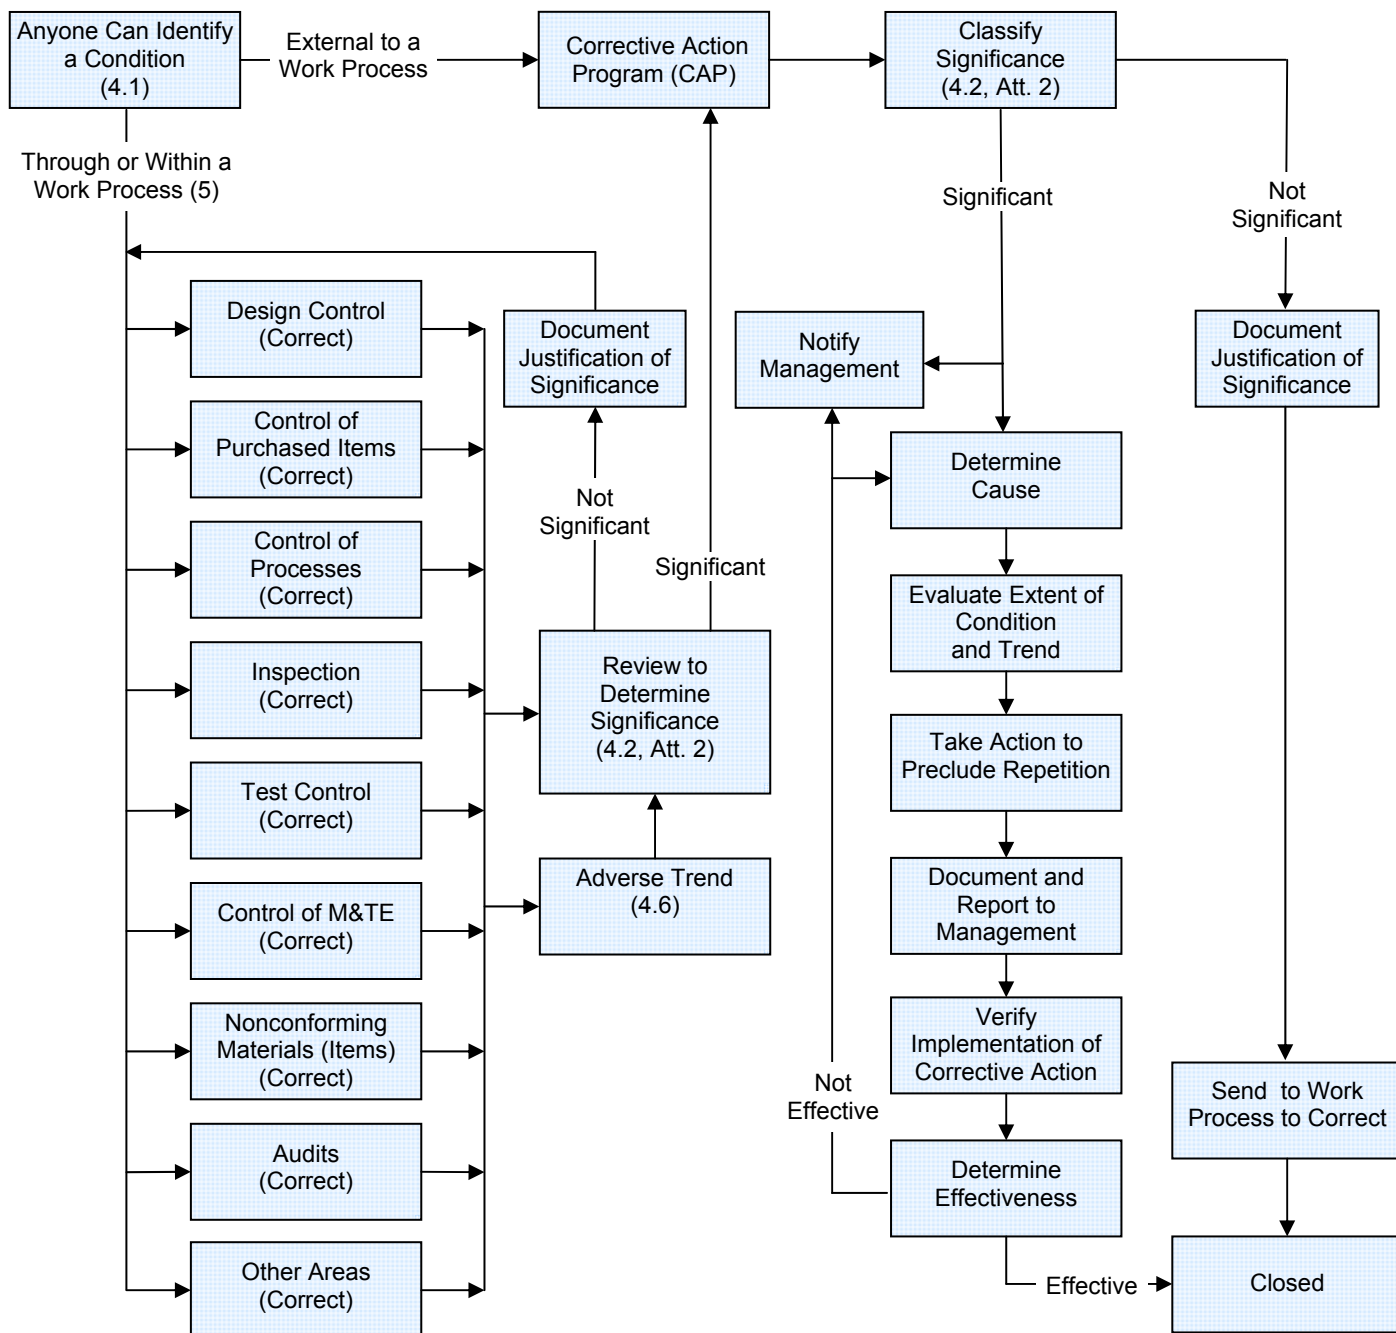 Anyone Can Identify
a Condition
(4.1)
External to a
Work Process
Corrective Action
Program (CAP)
Classify
Significance
(4.2, Att. 2)
Through or Within a
Work Process (5)
Significant
Not
Significant
Design Control
(Correct)
Document
Justification of
Significance
Notify
Management
Document
Justification of
Significance
Control of
Purchased Items
(Correct)
Not
Significant
Determine
Cause
Control of
Processes
(Correct)
Significant
Evaluate Extent of
Condition
and Trend
Inspection
(Correct)
Review to
Determine
Significance
(4.2, Att. 2)
Take Action to
Preclude Repetition
Test Control
(Correct)
Adverse Trend
(4.6)
Document and
Report to
Management
Control of M&TE
(Correct)
Verify
Implementation of
Corrective Action
Nonconforming
Materials (Items)
(Correct)
Not
Effective
Send to Work
Process to Correct
Audits
(Correct)
Determine
Effectiveness
Other Areas
(Correct)
Effective
Closed